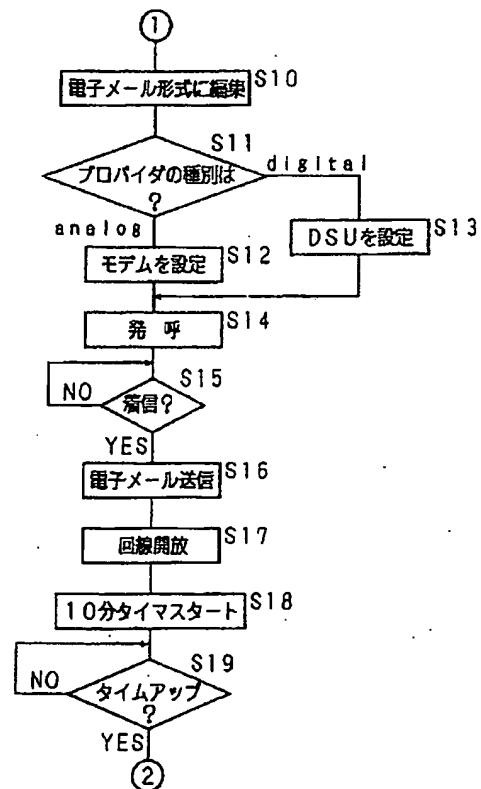 1
電子メール形式に編集 S10
S11
プロバイダの種別は
?
digital
analog
DSUを設定 S13
モデムを設定 S12
発 呼 S14
S15
着信?
NO
YES
電子メール送信 S16
回線開放 S17
10分タイマスタート S18
S19
NO
タイムアップ
?
YES
2